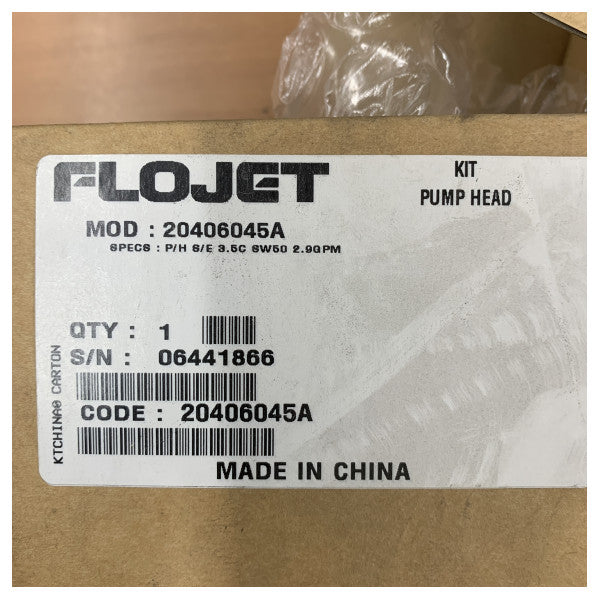 FLOJET
KIT
PUMP HEAD
MOD : 20406045A
SPECS : P/H S/E 3.5C SW50 2.9GPM
QTY : 1
S/N : 06441866
CODE : 20406045A
MADE IN CHINA
KTCHINA0 CARTON